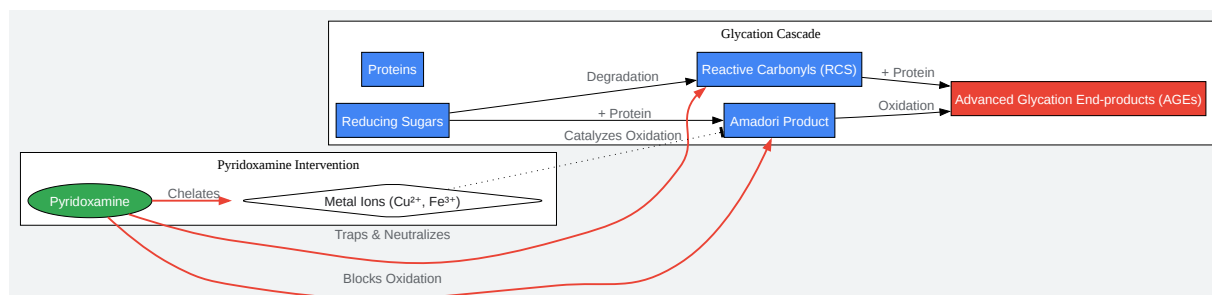 Glycation Cascade
Proteins
Degradation
Reactive Carbonyls (RCS)
+ Protein
Advanced Glycation End-products (AGEs)
Reducing Sugars
+ Protein
Amadori Product
Oxidation
Catalyzes Oxidation
Pyridoxamine Intervention
Pyridoxamine
Chelates
Metal Ions (Cu²⁺, Fe³⁺)
Traps & Neutralizes
Blocks Oxidation